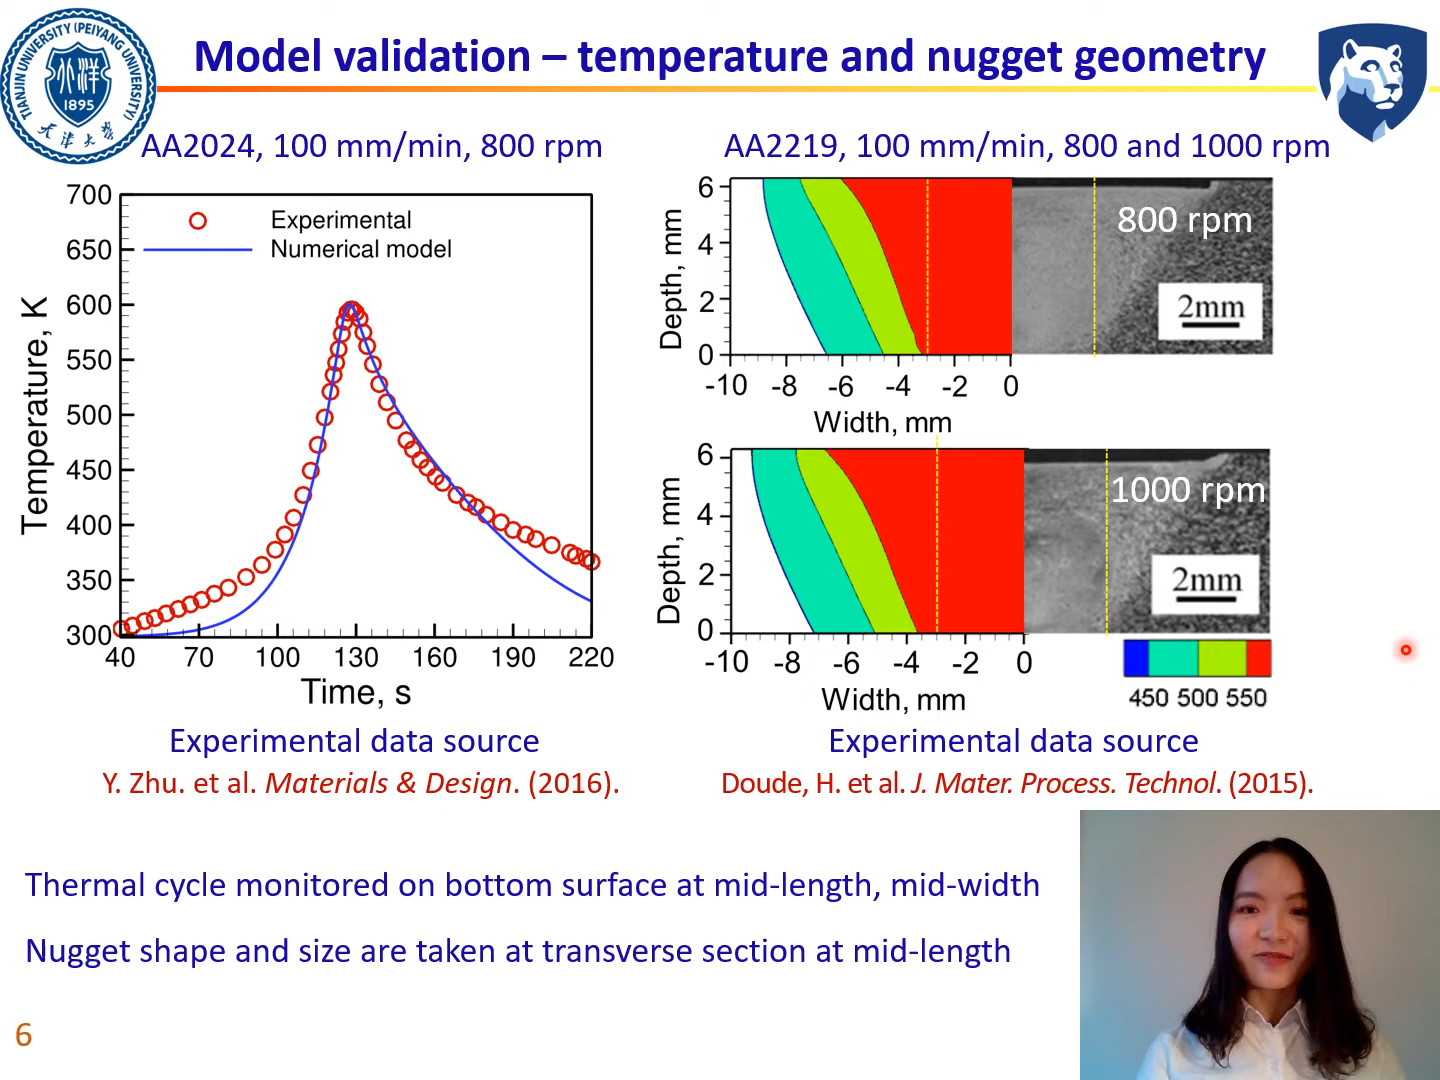 Model validation – temperature and nugget geometry
TIANJIN UNIVERSITY (PEIYANG UNIVERSITY)
北洋
1895
天津大学
AA2024, 100 mm/min, 800 rpm
700
650
600
550
500
450
400
350
300
Temperature, K
Experimental
Numerical model
40 70 100 130 160 190 220
Time, s
Experimental data source
Y. Zhu. et al. Materials & Design. (2016).
AA2219, 100 mm/min, 800 and 1000 rpm
6
4
2
0
Depth, mm
800 rpm
2mm
-10 -8 -6 -4 -2 0
Width, mm
6
4
2
0
Depth, mm
1000 rpm
2mm
-10 -8 -6 -4 -2 0
Width, mm
450 500 550
Experimental data source
Doude, H. et al. J. Mater. Process. Technol. (2015).
Thermal cycle monitored on bottom surface at mid-length, mid-width
Nugget shape and size are taken at transverse section at mid-length
6